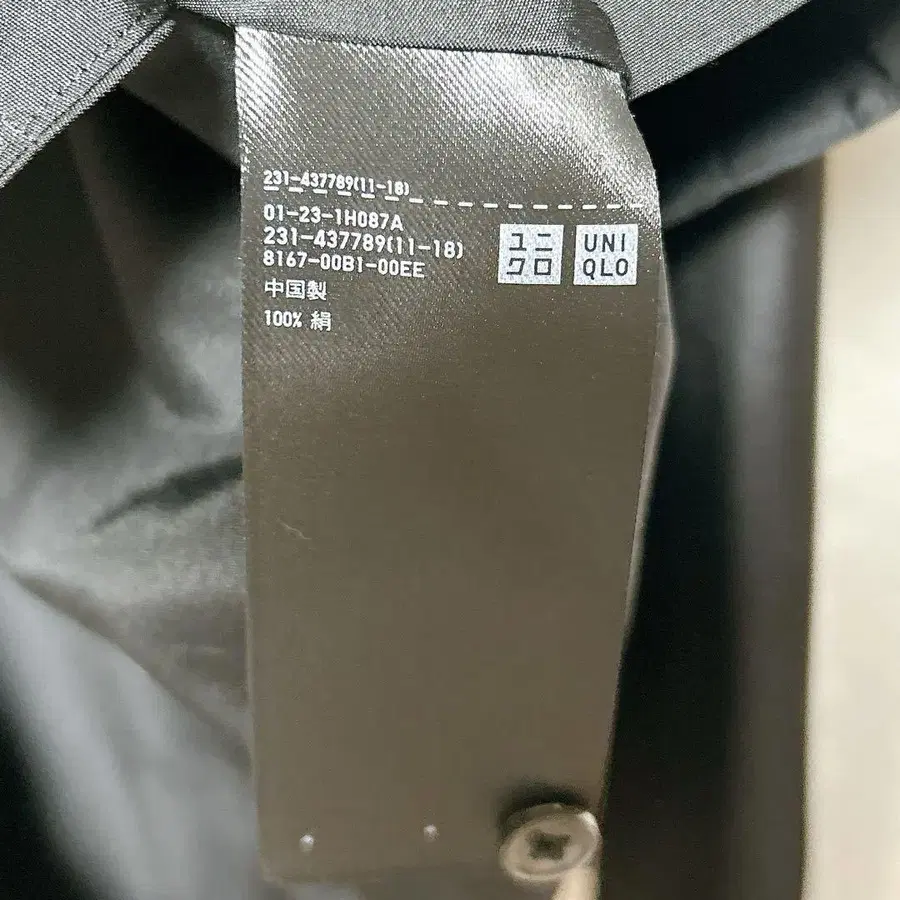 231-437789(11-18)
01-23-1H087A
231-437789(11-18)
8167-00B1-00EE
中国製
100% 絹
ユニ
クロ
UNI
QLO